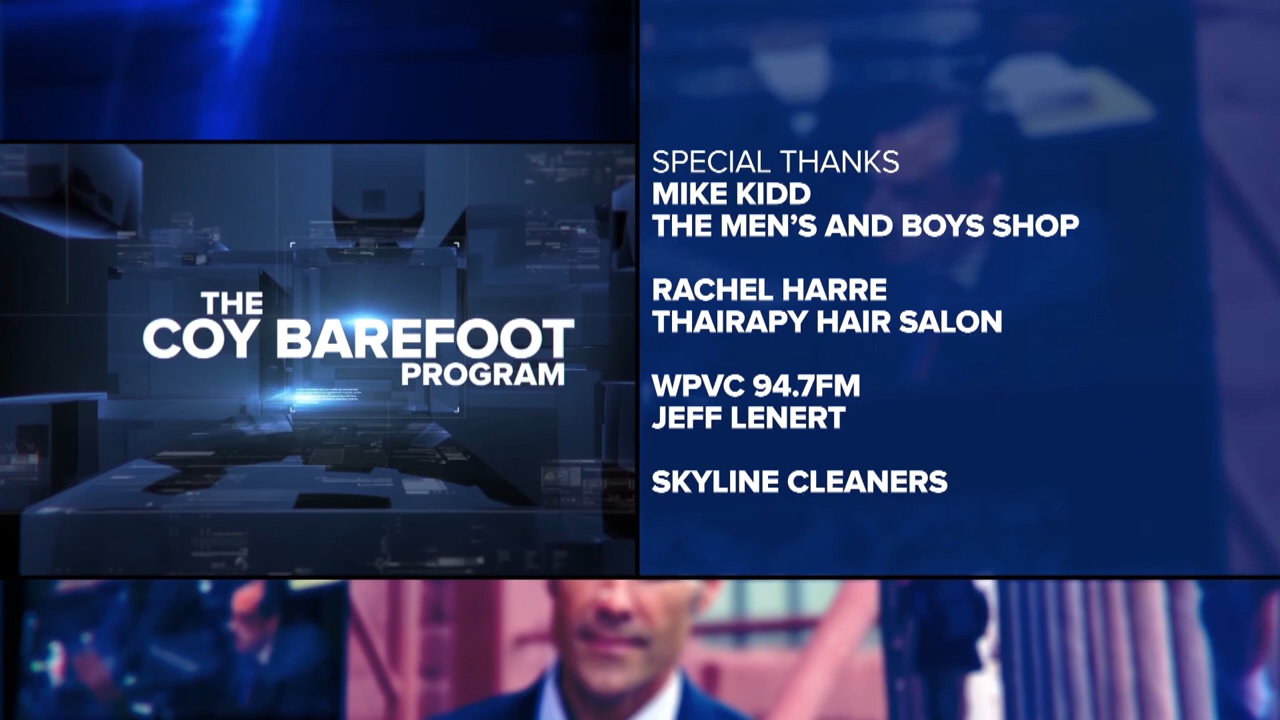 THE
COY BAREFOOT
PROGRAM
SPECIAL THANKS
MIKE KIDD
THE MEN’S AND BOYS SHOP
RACHEL HARRE
THAIRAPY HAIR SALON
WPVC 94.7FM
JEFF LENERT
SKYLINE CLEANERS